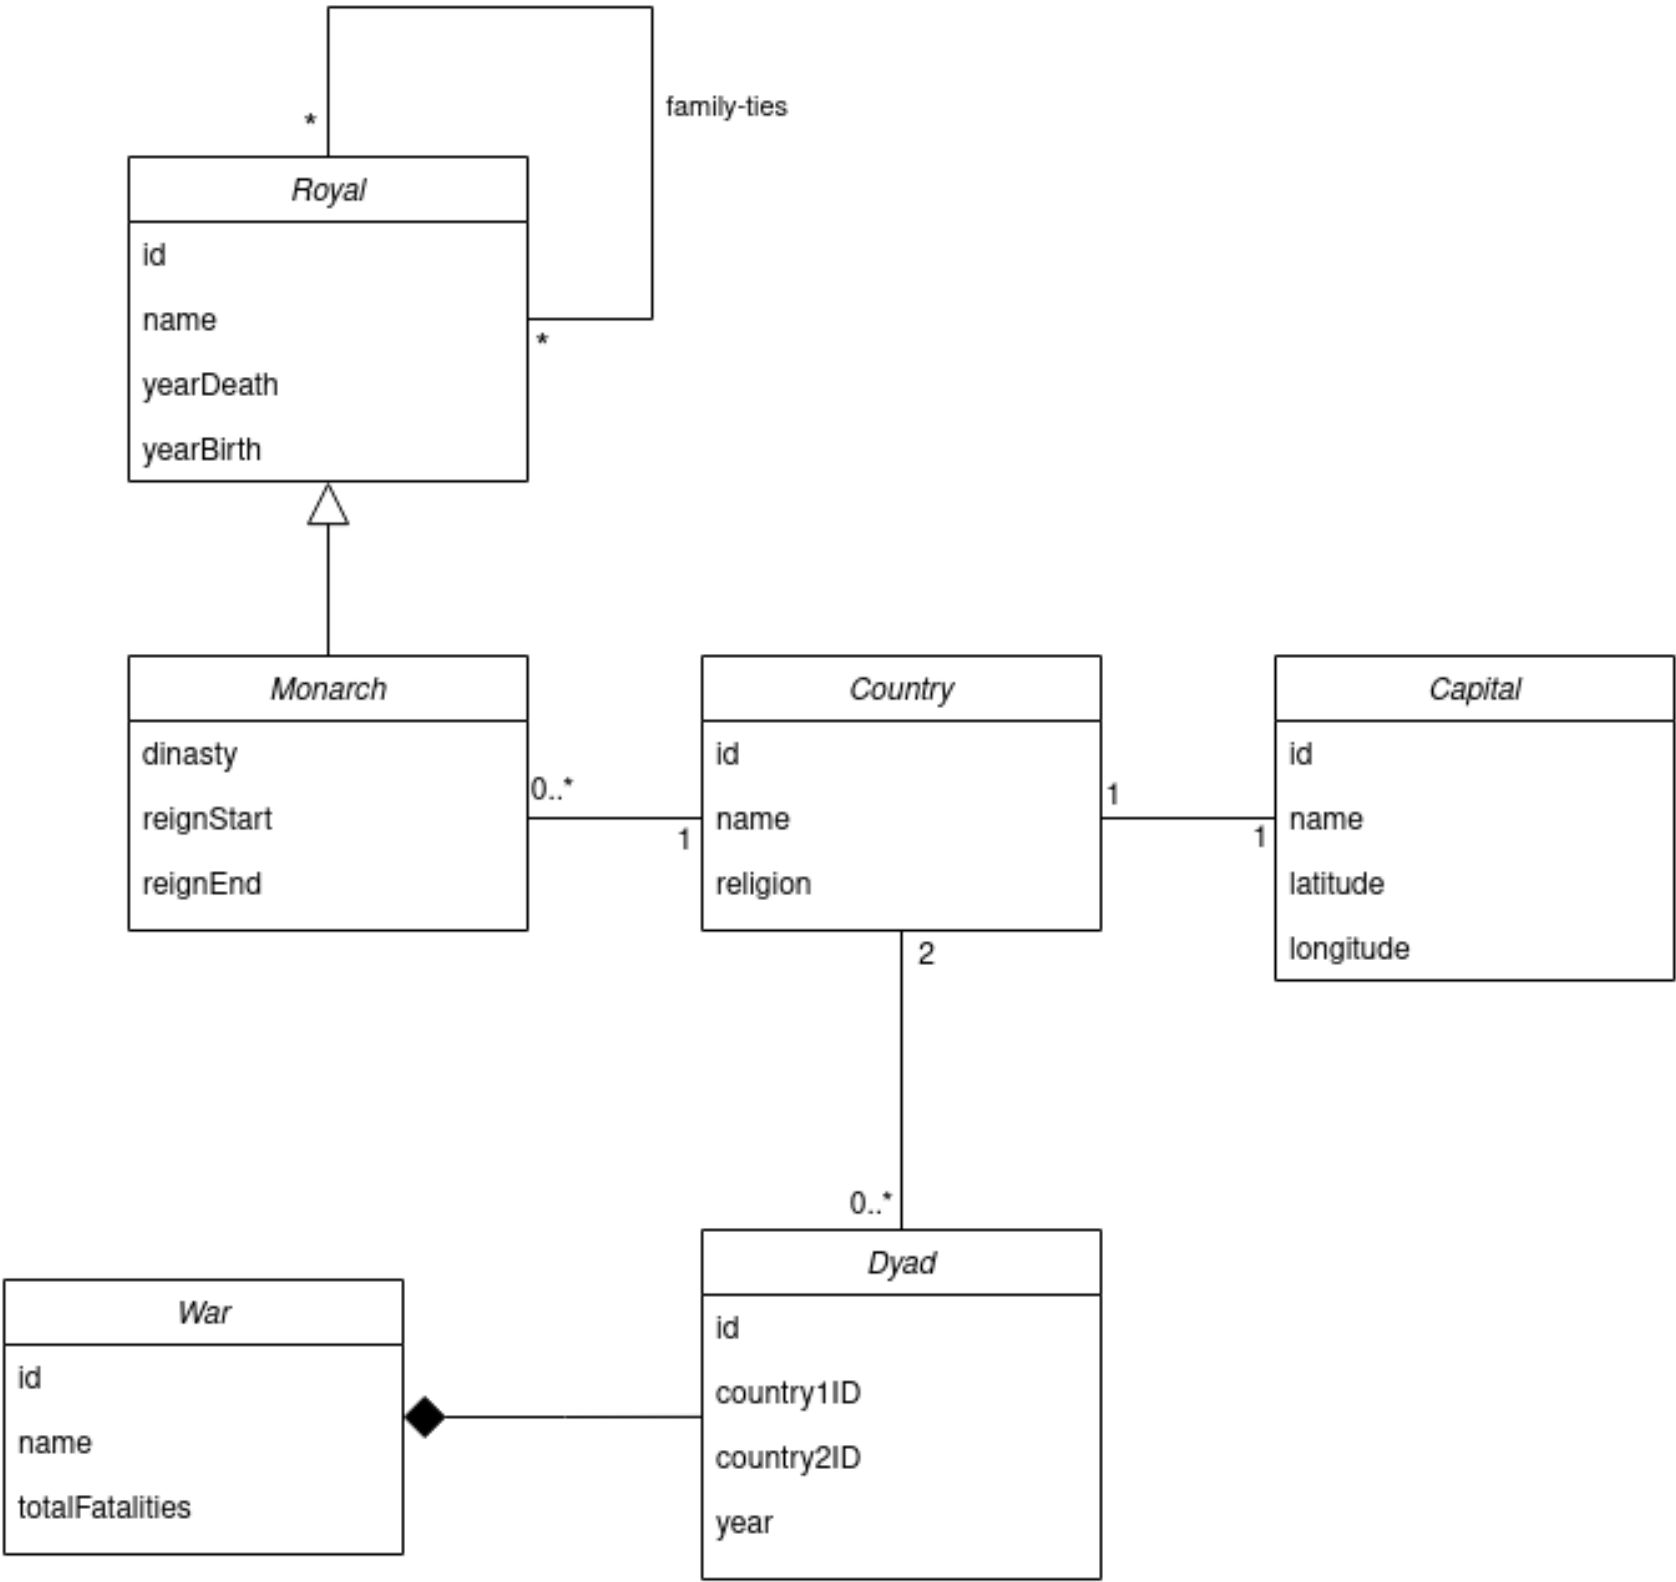 family-ties
*
Royal
id
name
*
yearDeath
yearBirth
Monarch
dinasty
reignStart
reignEnd
0..*
1
Country
id
name
religion
1
1
Capital
id
name
latitude
longitude
2
0..*
Dyad
id
country1ID
country2ID
year
War
id
name
totalFatalities